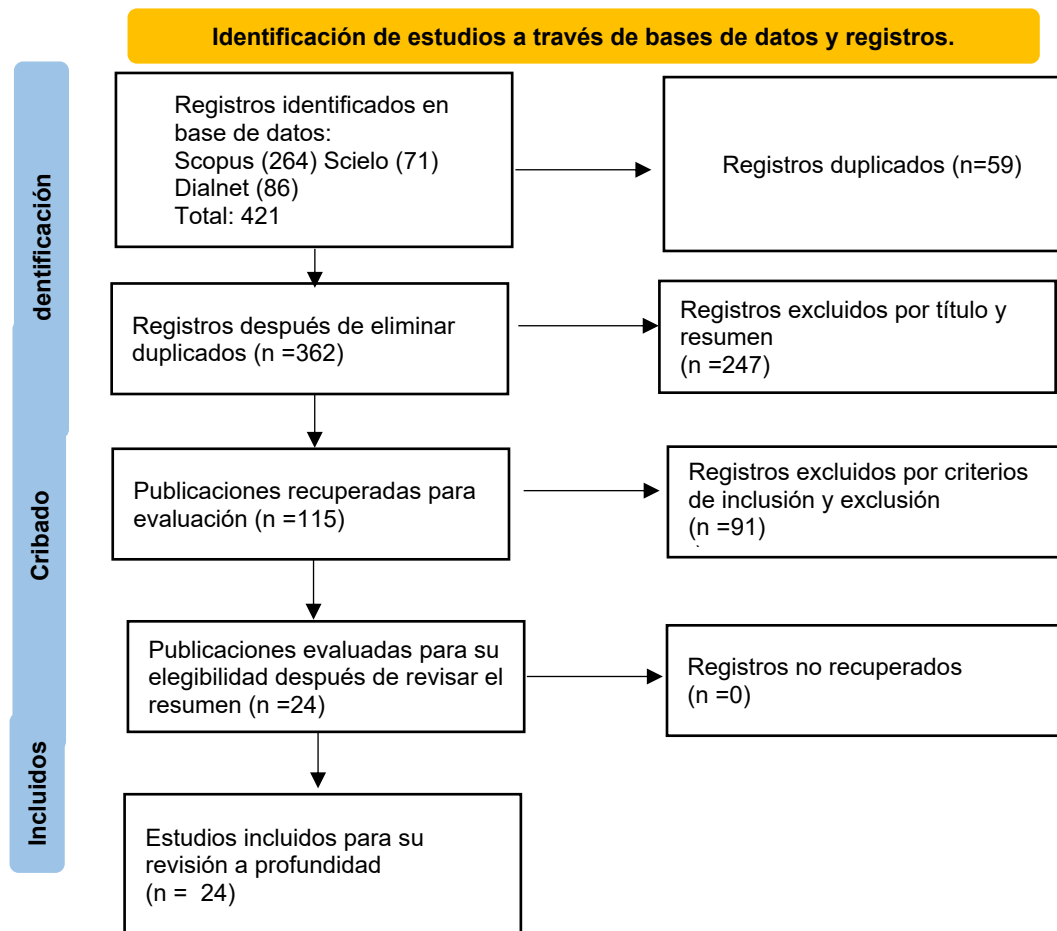 Identificación de estudios a través de bases de datos y registros.
dentificación
Registros identificados en
base de datos:
Scopus (264) Scielo (71)
Dialnet (86)
Total: 421
Registros duplicados (n=59)
Registros después de eliminar
duplicados (n =362)
Registros excluidos por título y
resumen
(n =247)
Cribado
Publicaciones recuperadas para
evaluación (n =115)
Registros excluidos por criterios
de inclusión y exclusión
(n =91)
Publicaciones evaluadas para su
elegibilidad después de revisar el
resumen (n =24)
Registros no recuperados
(n =0)
Incluidos
Estudios incluidos para su
revisión a profundidad
(n = 24)